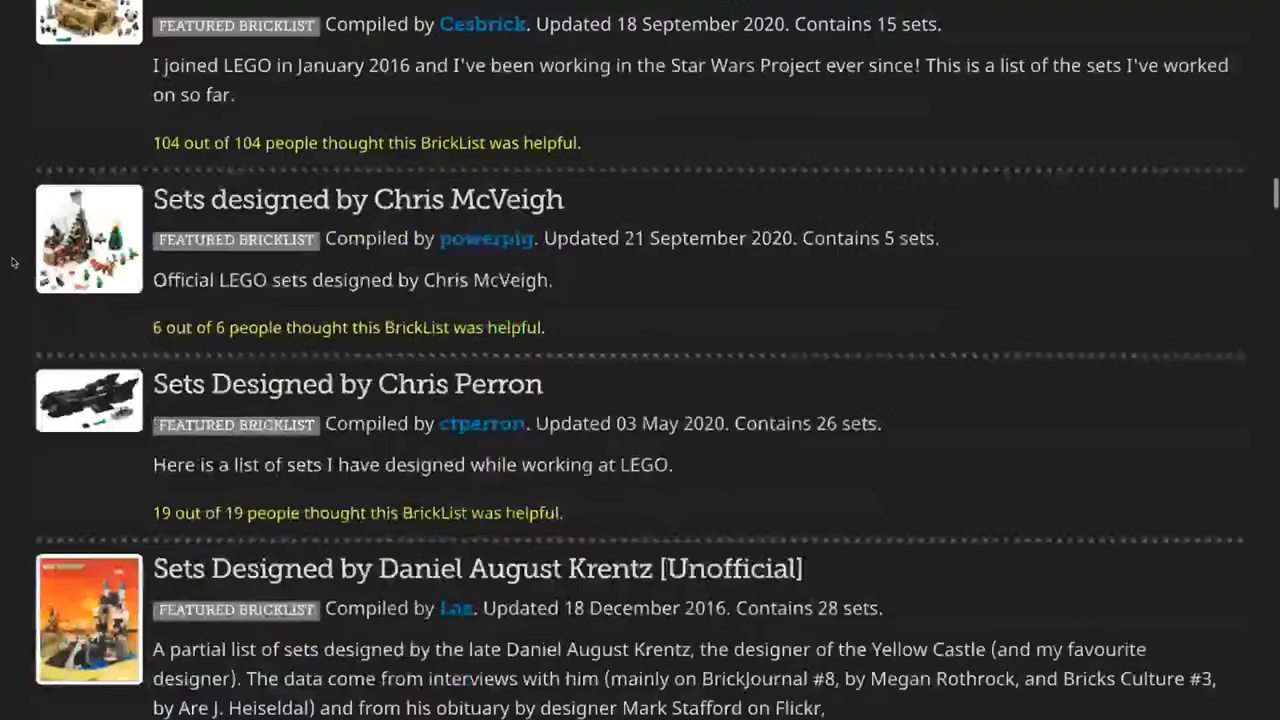 FEATURED BRICKLIST Compiled by Cesbrick. Updated 18 September 2020. Contains 15 sets.
I joined LEGO in January 2016 and I've been working in the Star Wars Project ever since! This is a list of the sets I've worked
on so far.
104 out of 104 people thought this BrickList was helpful.
Sets designed by Chris McVeigh
FEATURED BRICKLIST Compiled by powerpig. Updated 21 September 2020. Contains 5 sets.
Official LEGO sets designed by Chris McVeigh.
6 out of 6 people thought this BrickList was helpful.
Sets Designed by Chris Perron
FEATURED BRICKLIST Compiled by ctperron. Updated 03 May 2020. Contains 26 sets.
Here is a list of sets I have designed while working at LEGO.
19 out of 19 people thought this BrickList was helpful.
Sets Designed by Daniel August Krentz [Unofficial]
FEATURED BRICKLIST Compiled by . Updated 18 December 2016. Contains 28 sets.
A partial list of sets designed by the late Daniel August Krentz, the designer of the Yellow Castle (and my favourite
designer). The data come from interviews with him (mainly on BrickJournal #8, by Megan Rothrock, and Bricks Culture #3,
by Are J. Heiseldal) and from his obituary by designer Mark Stafford on Flickr,